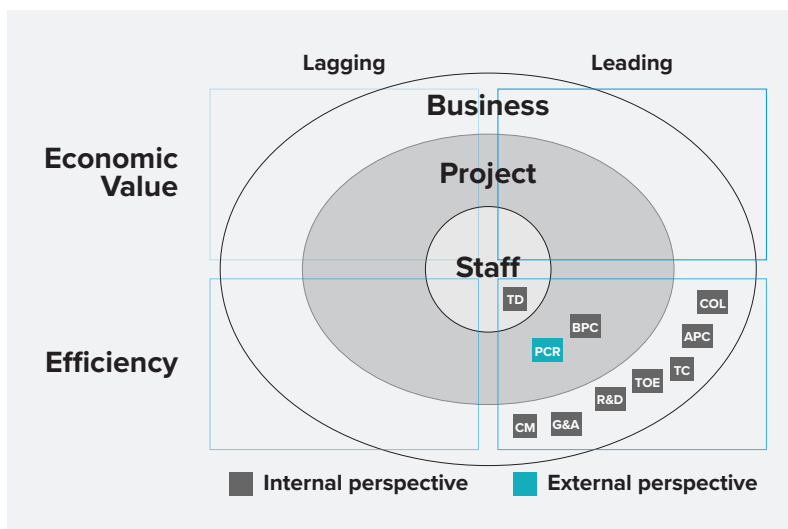 Lagging
Leading
Business
Economic
Value
Project
Staff
TD
COL
BPC
APC
PCR
Efficiency
TC
TOE
R&D
CM
G&A
Internal perspective
External perspective